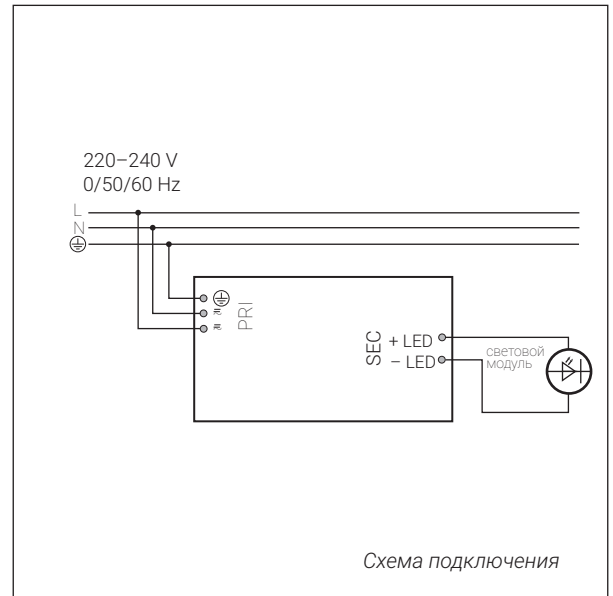 220–240 V
0/50/60 Hz
L
N
PRI
SEC
+ LED
– LED
световой
модуль
Схема подключения